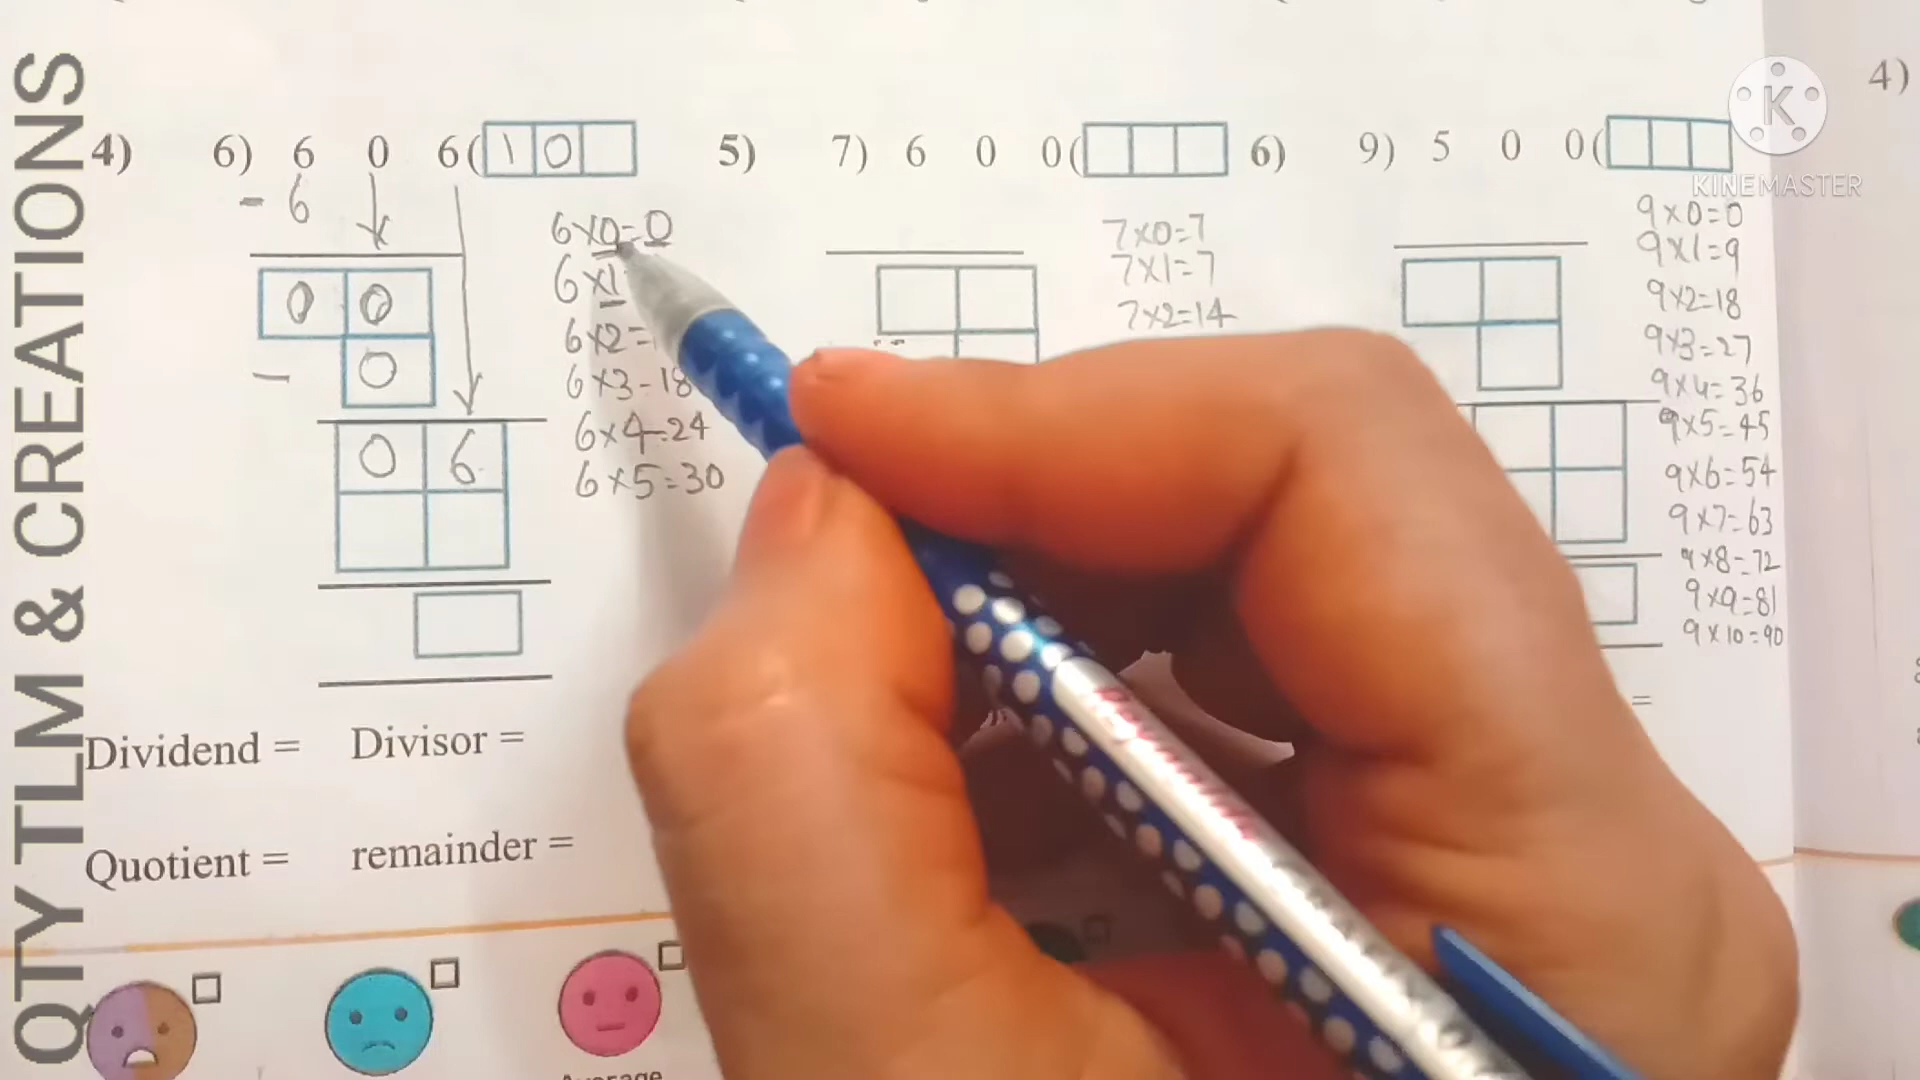 QTY TLM & CREATIONS
K
KINEMASTER
4)
4) 6) 6 0 6( 1 0
- 6
0 0
- 0
0 6
6×0=0
6×1
6×2=
6×3=18
6×4=24
6×5=30
Dividend = Divisor =
Quotient = remainder =
5) 7) 6 0 0(
7×0=7
7×1=7
7×2=14
6) 9) 5 0 0(
9×0=0
9×1=9
9×2=18
9×3=27
9×4=36
9×5=45
9×6=54
9×7=63
9×8=72
9×9=81
9×10=90
=
Average